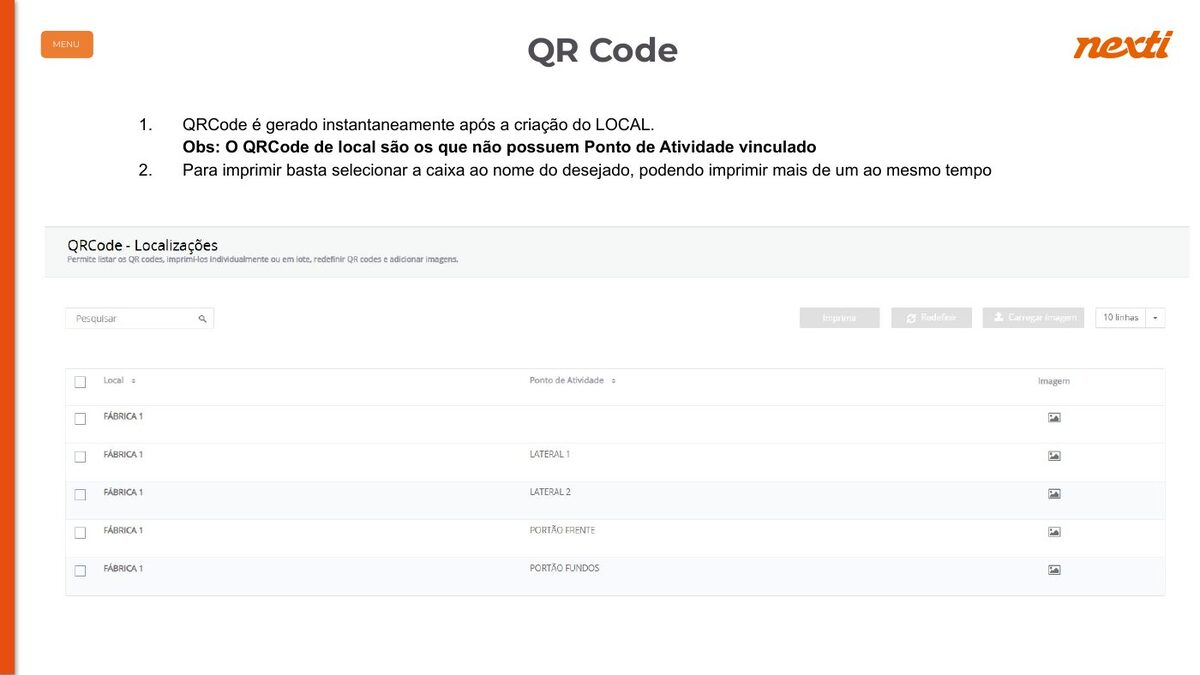 MENU
QR Code
nexti
1. QRCode é gerado instantaneamente após a criação do LOCAL.
Obs: O QRCode de local são os que não possuem Ponto de Atividade vinculado
2. Para imprimir basta selecionar a caixa ao nome do desejado, podendo imprimir mais de um ao mesmo tempo
QRCode - Localizações
Permite listar os QR codes, imprimí-los individualmente ou em lote, redefinir QR codes e adicionar imagens.
Pesquisar
Imprimir
Redefinir
Carregar imagem
10 linhas
Local Ponto de Atividade Imagem
FÁBRICA 1
FÁBRICA 1 LATERAL 1
FÁBRICA 1 LATERAL 2
FÁBRICA 1 PORTÃO FRENTE
FÁBRICA 1 PORTÃO FUNDOS